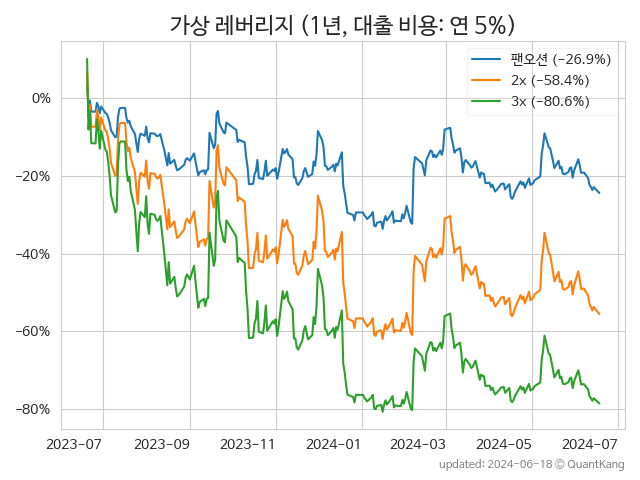 가상 레버리지 (1년, 대출 비용: 연 5%)
팬오션 (−26.9%)
2x (−58.4%)
3x (−80.6%)
0%
−20%
−40%
−60%
−80%
2023-07 2023-09 2023-11 2024-01 2024-03 2024-05 2024-07
updated: 2024-06-18 © QuantKang